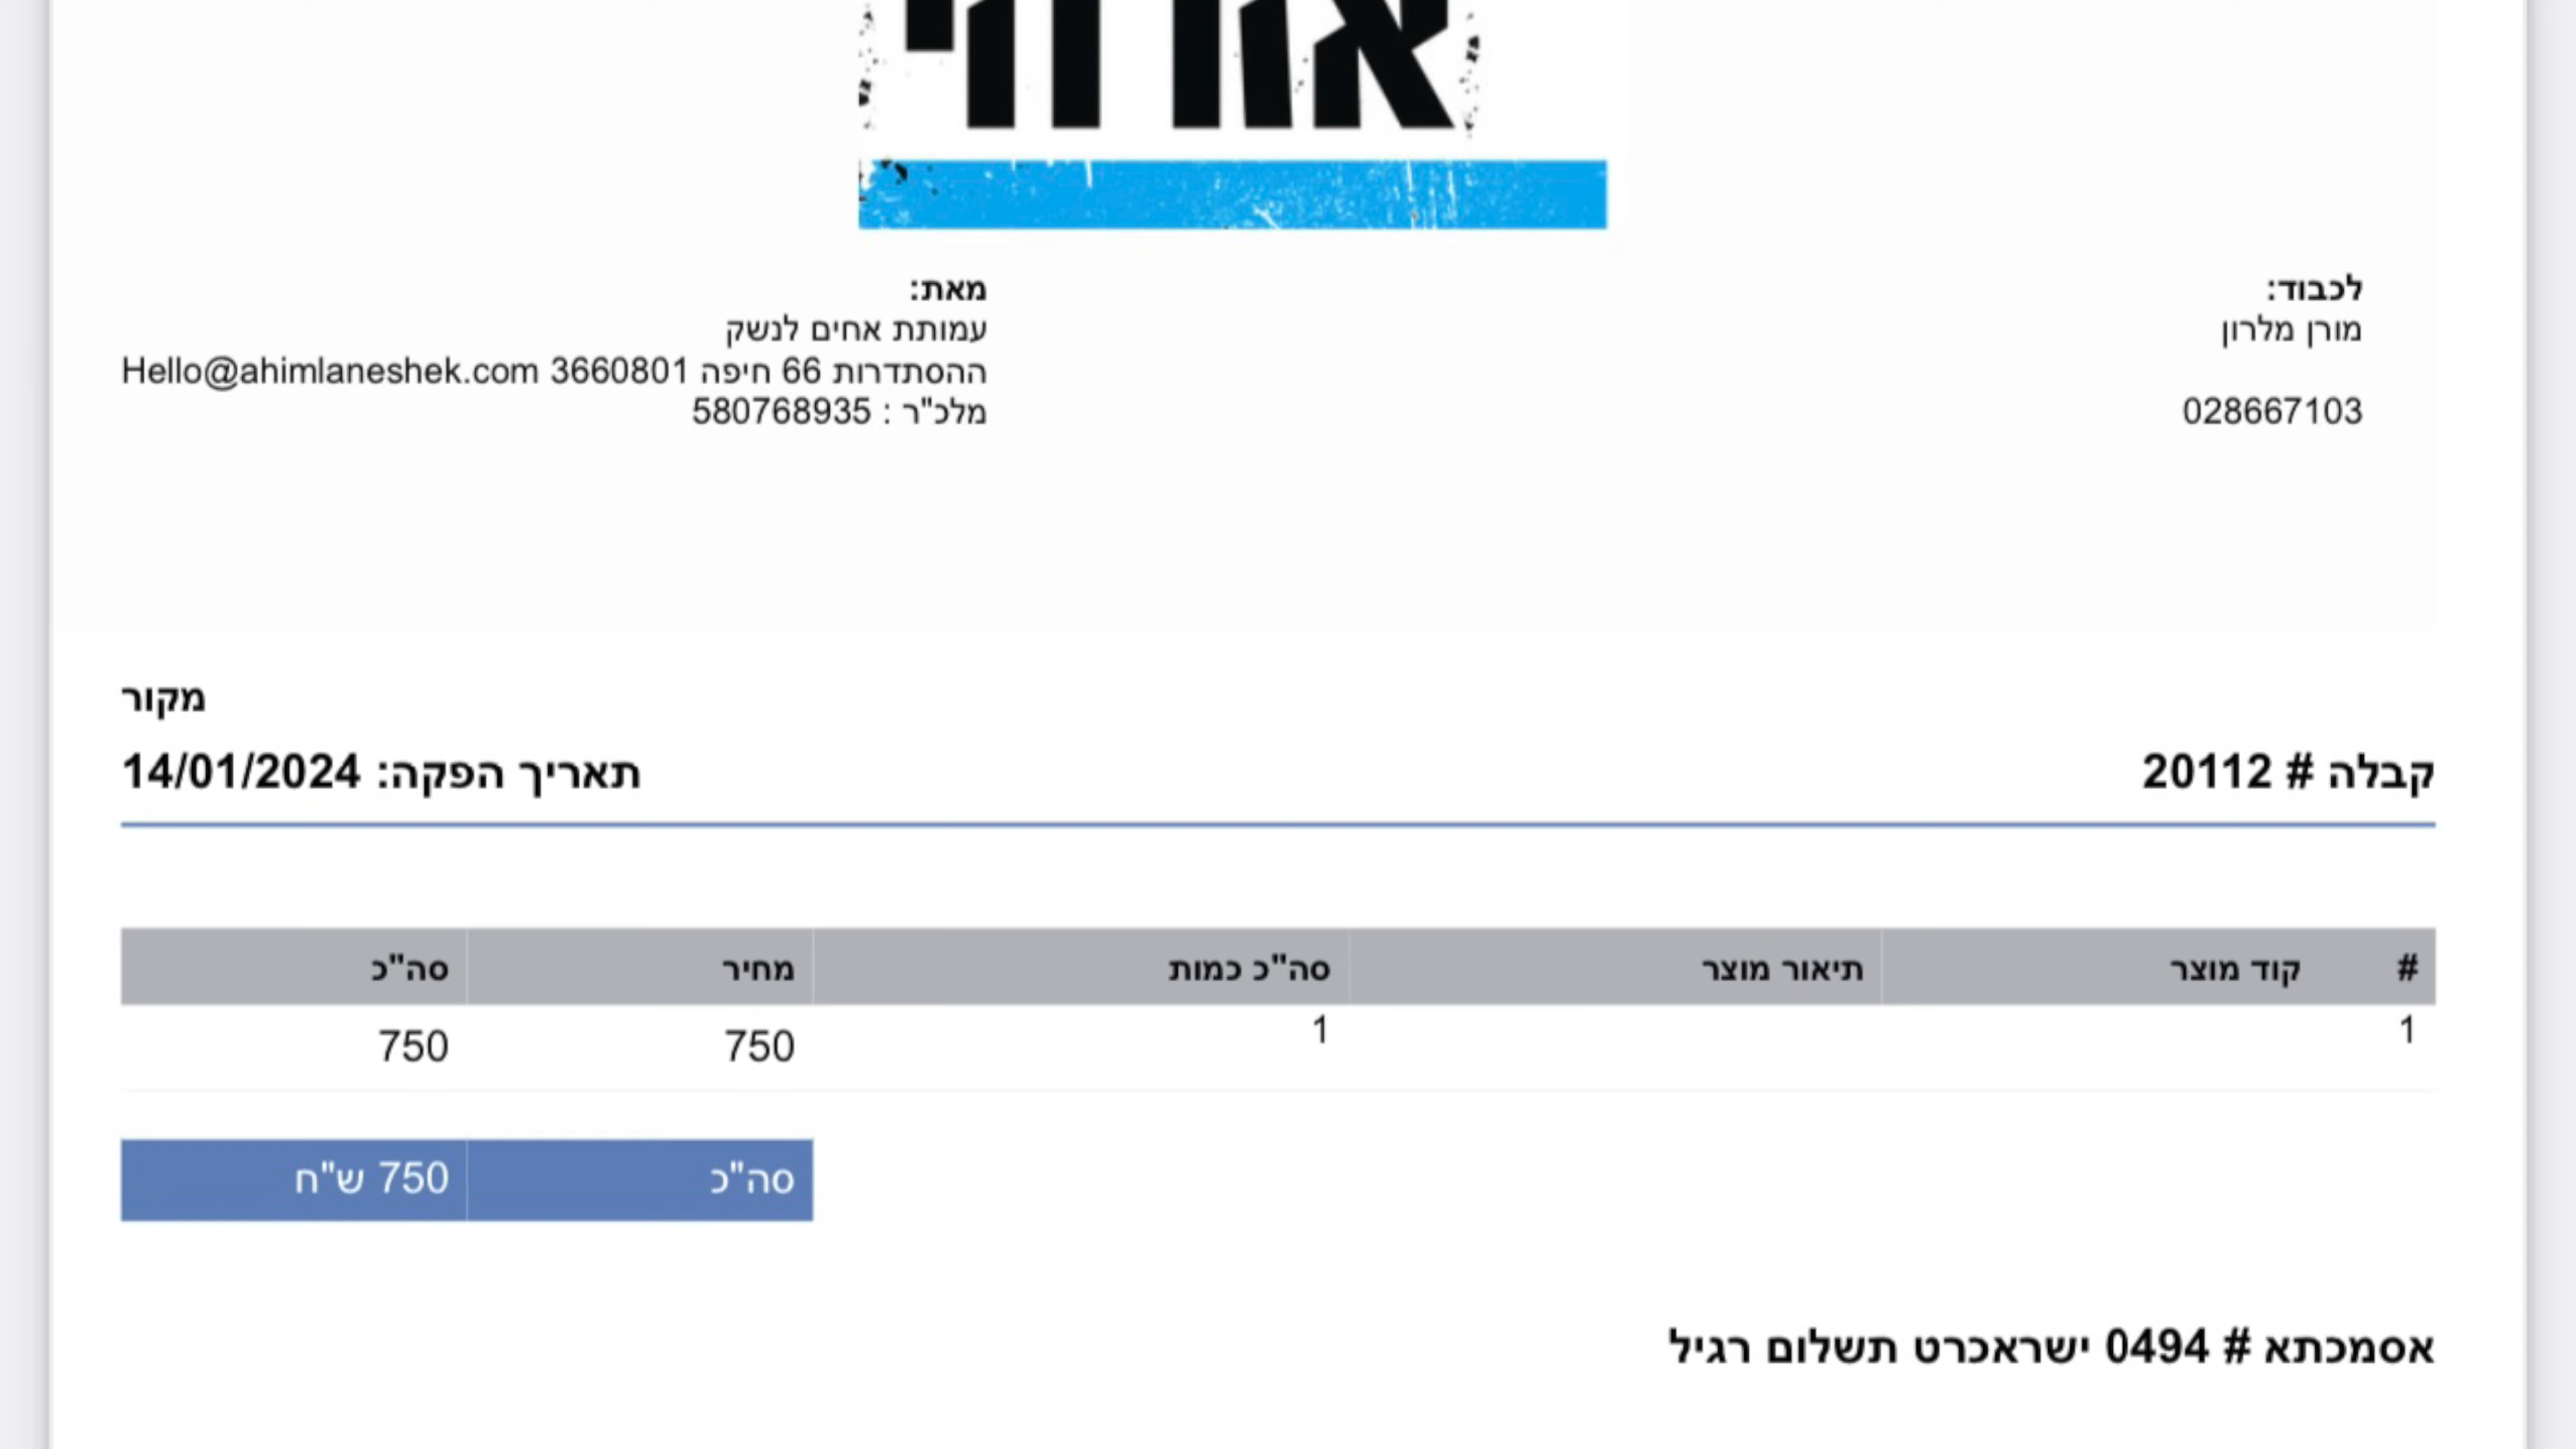 לכבוד:
מורן מלרון
028667103
מאת:
עמותת אחים לנשק
ההסתדרות 66 חיפה 3660801 Hello@ahimlaneshek.com
מלכ"ר : 580768935
מקור
קבלה # 20112
תאריך הפקה: 14/01/2024
# קוד מוצר תיאור מוצר סה"כ כמות מחיר סה"כ
1 1 750 750
סה"כ 750 ש"ח
אסמכתא # 0494 ישראכרט תשלום רגיל